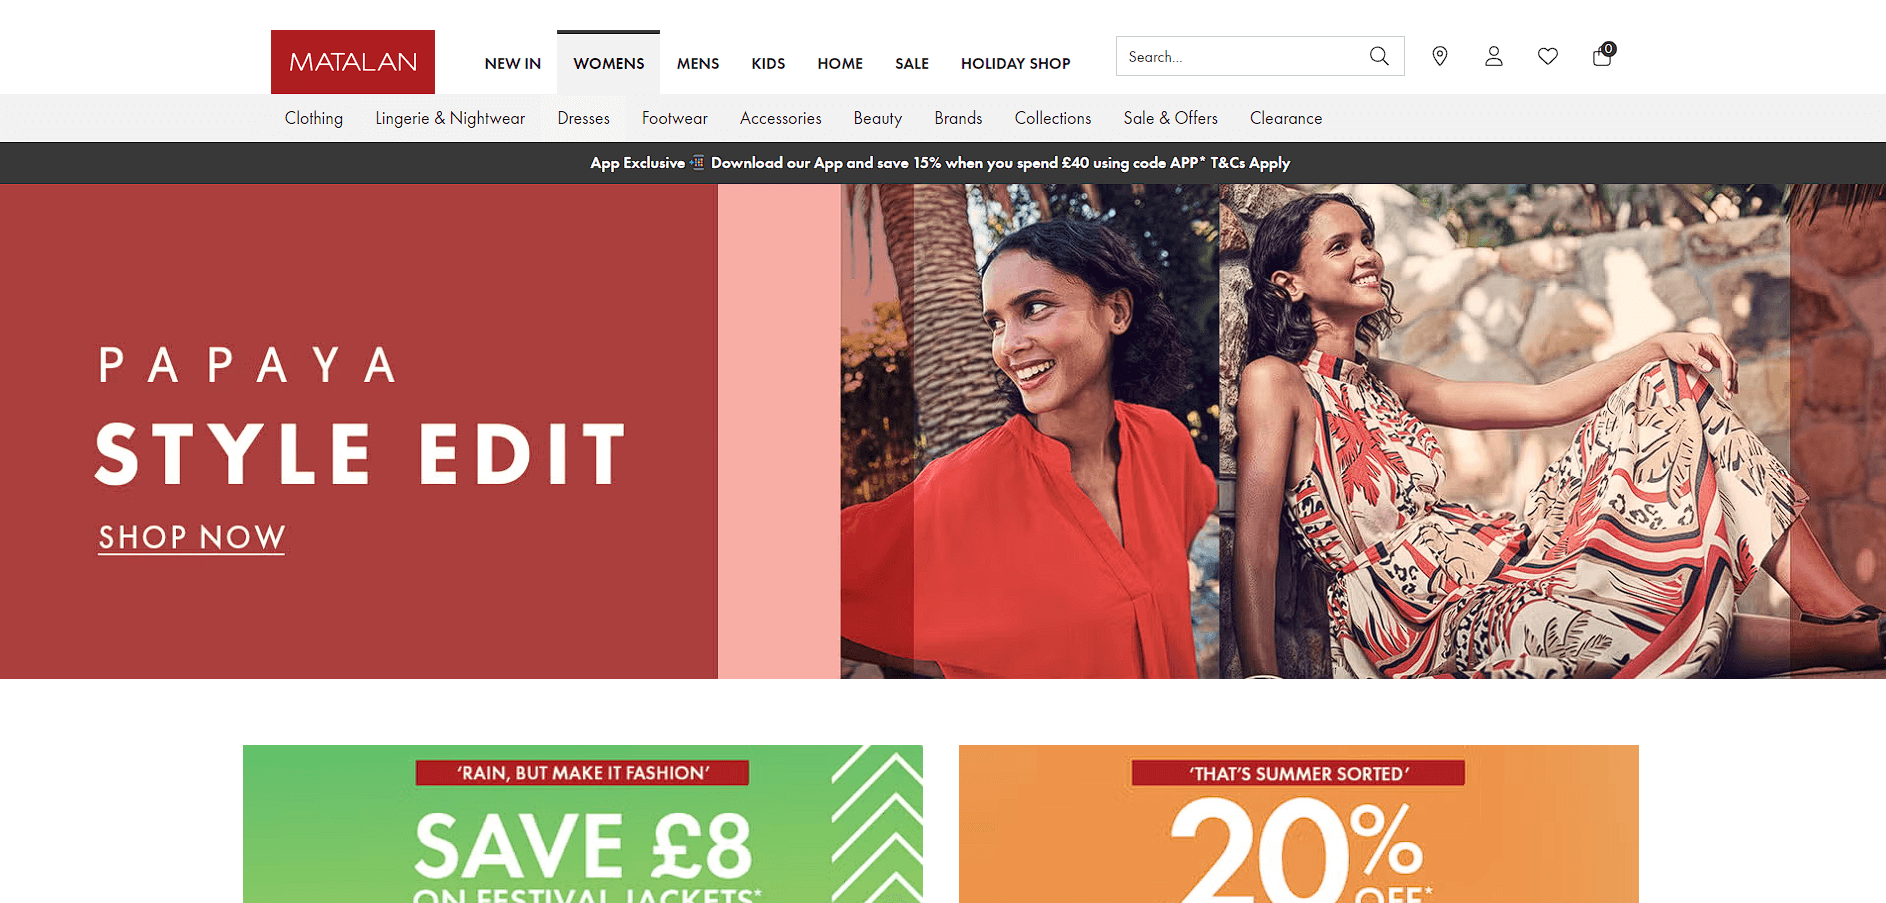 MATALAN
NEW IN WOMENS MENS KIDS HOME SALE HOLIDAY SHOP
Search...
0
Clothing Lingerie & Nightwear Dresses Footwear Accessories Beauty Brands Collections Sale & Offers Clearance
App Exclusive Download our App and save 15% when you spend £40 using code APP* T&Cs Apply
PAPAYA
STYLE EDIT
SHOP NOW
'RAIN, BUT MAKE IT FASHION'
SAVE £8
ON FESTIVAL JACKETS*
'THAT'S SUMMER SORTED'
20%
OFF*